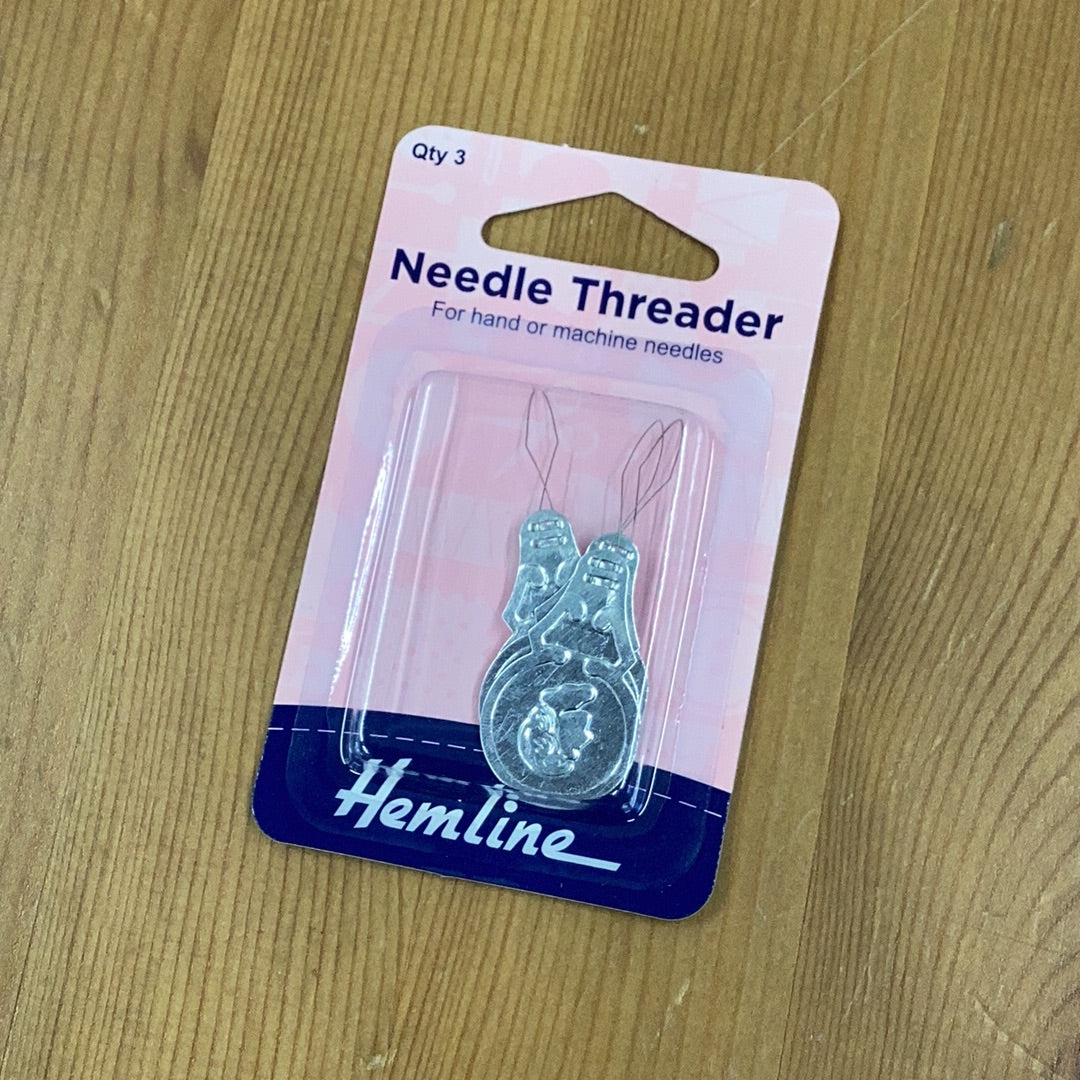 Qty 3
Needle Threader
For hand or machine needles
Hemline